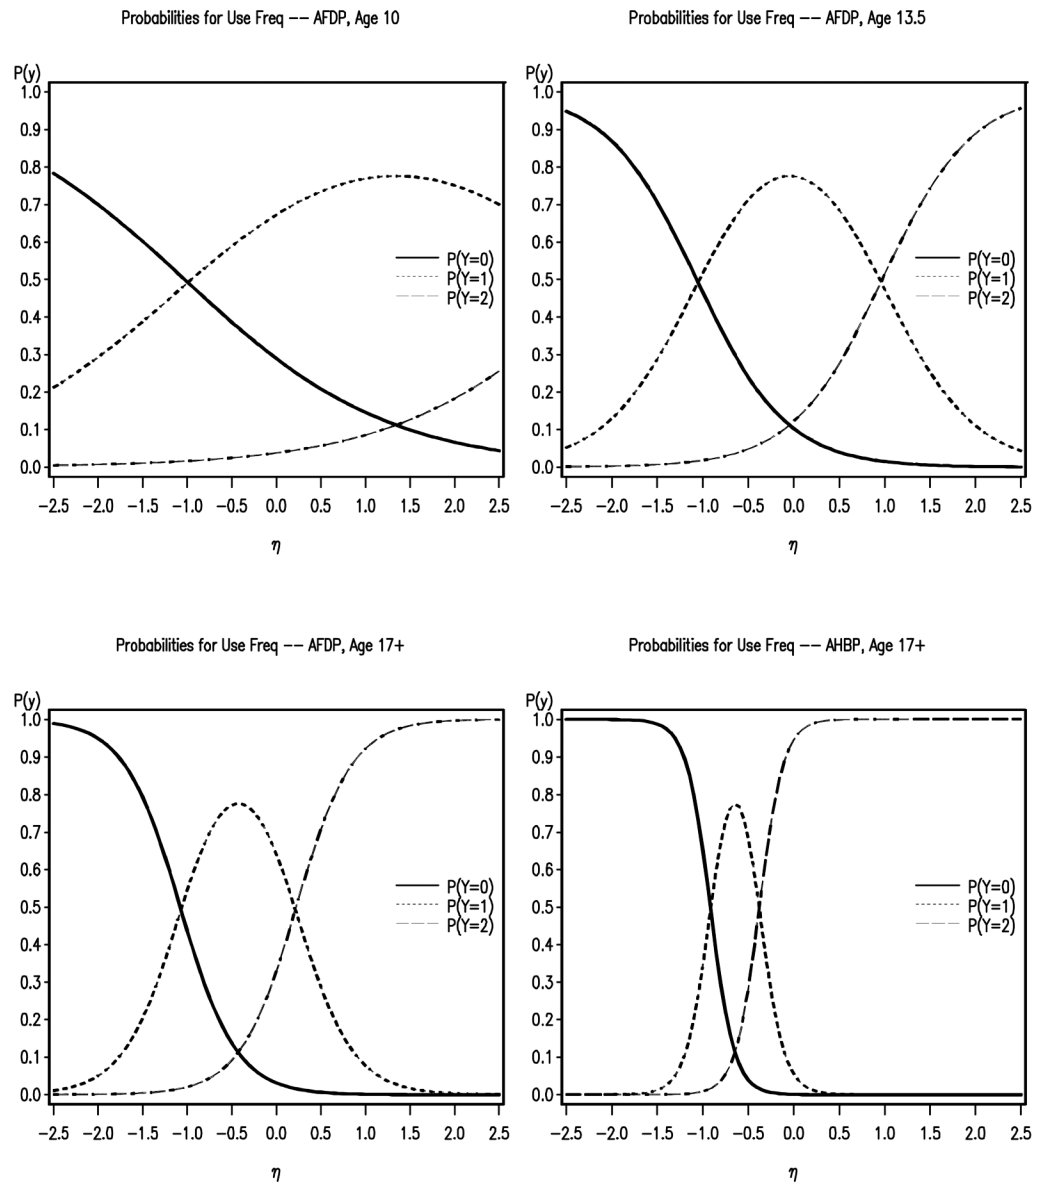 Probabilities for Use Freq −− AFDP, Age 10
P(y)
1.0
0.9
0.8
0.7
0.6
0.5
0.4
0.3
0.2
0.1
0.0
P(Y=0)
P(Y=1)
P(Y=2)
−2.5 −2.0 −1.5 −1.0 −0.5 0.0 0.5 1.0 1.5 2.0 2.5
η
Probabilities for Use Freq −− AFDP, Age 13.5
P(y)
1.0
0.9
0.8
0.7
0.6
0.5
0.4
0.3
0.2
0.1
0.0
P(Y=0)
P(Y=1)
P(Y=2)
−2.5 −2.0 −1.5 −1.0 −0.5 0.0 0.5 1.0 1.5 2.0 2.5
η
Probabilities for Use Freq −− AFDP, Age 17+
P(y)
1.0
0.9
0.8
0.7
0.6
0.5
0.4
0.3
0.2
0.1
0.0
P(Y=0)
P(Y=1)
P(Y=2)
−2.5 −2.0 −1.5 −1.0 −0.5 0.0 0.5 1.0 1.5 2.0 2.5
η
Probabilities for Use Freq −− AHBP, Age 17+
P(y)
1.0
0.9
0.8
0.7
0.6
0.5
0.4
0.3
0.2
0.1
0.0
P(Y=0)
P(Y=1)
P(Y=2)
−2.5 −2.0 −1.5 −1.0 −0.5 0.0 0.5 1.0 1.5 2.0 2.5
η